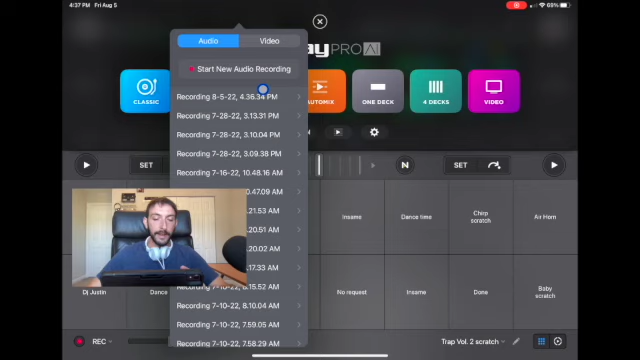 4:37 PM Fri Aug 5
66%
Audio
Video
ay PRO Ai
Start New Audio Recording
CLASSIC
AUTOMIX
ONE DECK
4 DECKS
VIDEO
Recording 8-5-22, 4.36.34 PM
Recording 7-28-22, 3.13.31 PM
Recording 7-28-22, 3.10.04 PM
Recording 7-28-22, 3.09.38 PM
Recording 7-16-22, 10.48.16 AM
.47.09 AM
.21.53 AM
.20.51 AM
.20.02 AM
.17.33 AM
Recording 7-10-22, 8.15.52 AM
Recording 7-10-22, 8.10.04 AM
Recording 7-10-22, 7.59.05 AM
Recording 7-10-22, 7.58.29 AM
SET
N
SET
Insame
Dance time
Chirp
scratch
Air Horn
Dj Justin
Dance
No request
Insame
Done
Baby
scratch
REC
Trap Vol. 2 scratch